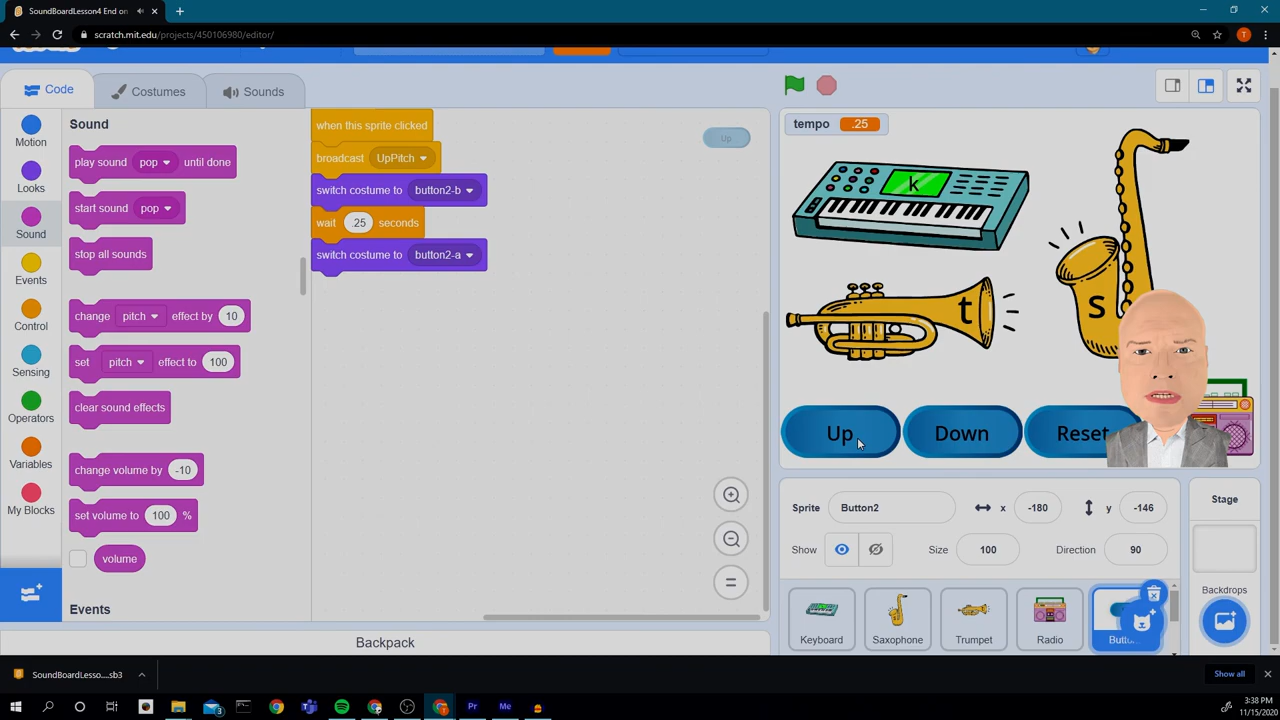 SoundBoardLesson4 End on
scratch.mit.edu/projects/450106980/editor/
T
Code
Costumes
Sounds
Motion
Looks
Sound
Events
Control
Sensing
Operators
Variables
My Blocks
Sound
play sound pop until done
start sound pop
stop all sounds
change pitch effect by 10
set pitch effect to 100
clear sound effects
change volume by -10
set volume to 100 %
volume
Events
when this sprite clicked
broadcast UpPitch
switch costume to button2-b
wait .25 seconds
switch costume to button2-a
Up
Backpack
tempo .25
k
t
s
Up
Down
Reset
Sprite Button2 x -180 y -146
Show Size 100 Direction 90
Keyboard
Saxophone
Trumpet
Radio
Stage
Backdrops
SoundBoardLesso....sb3
Show all
3:38 PM
11/15/2020